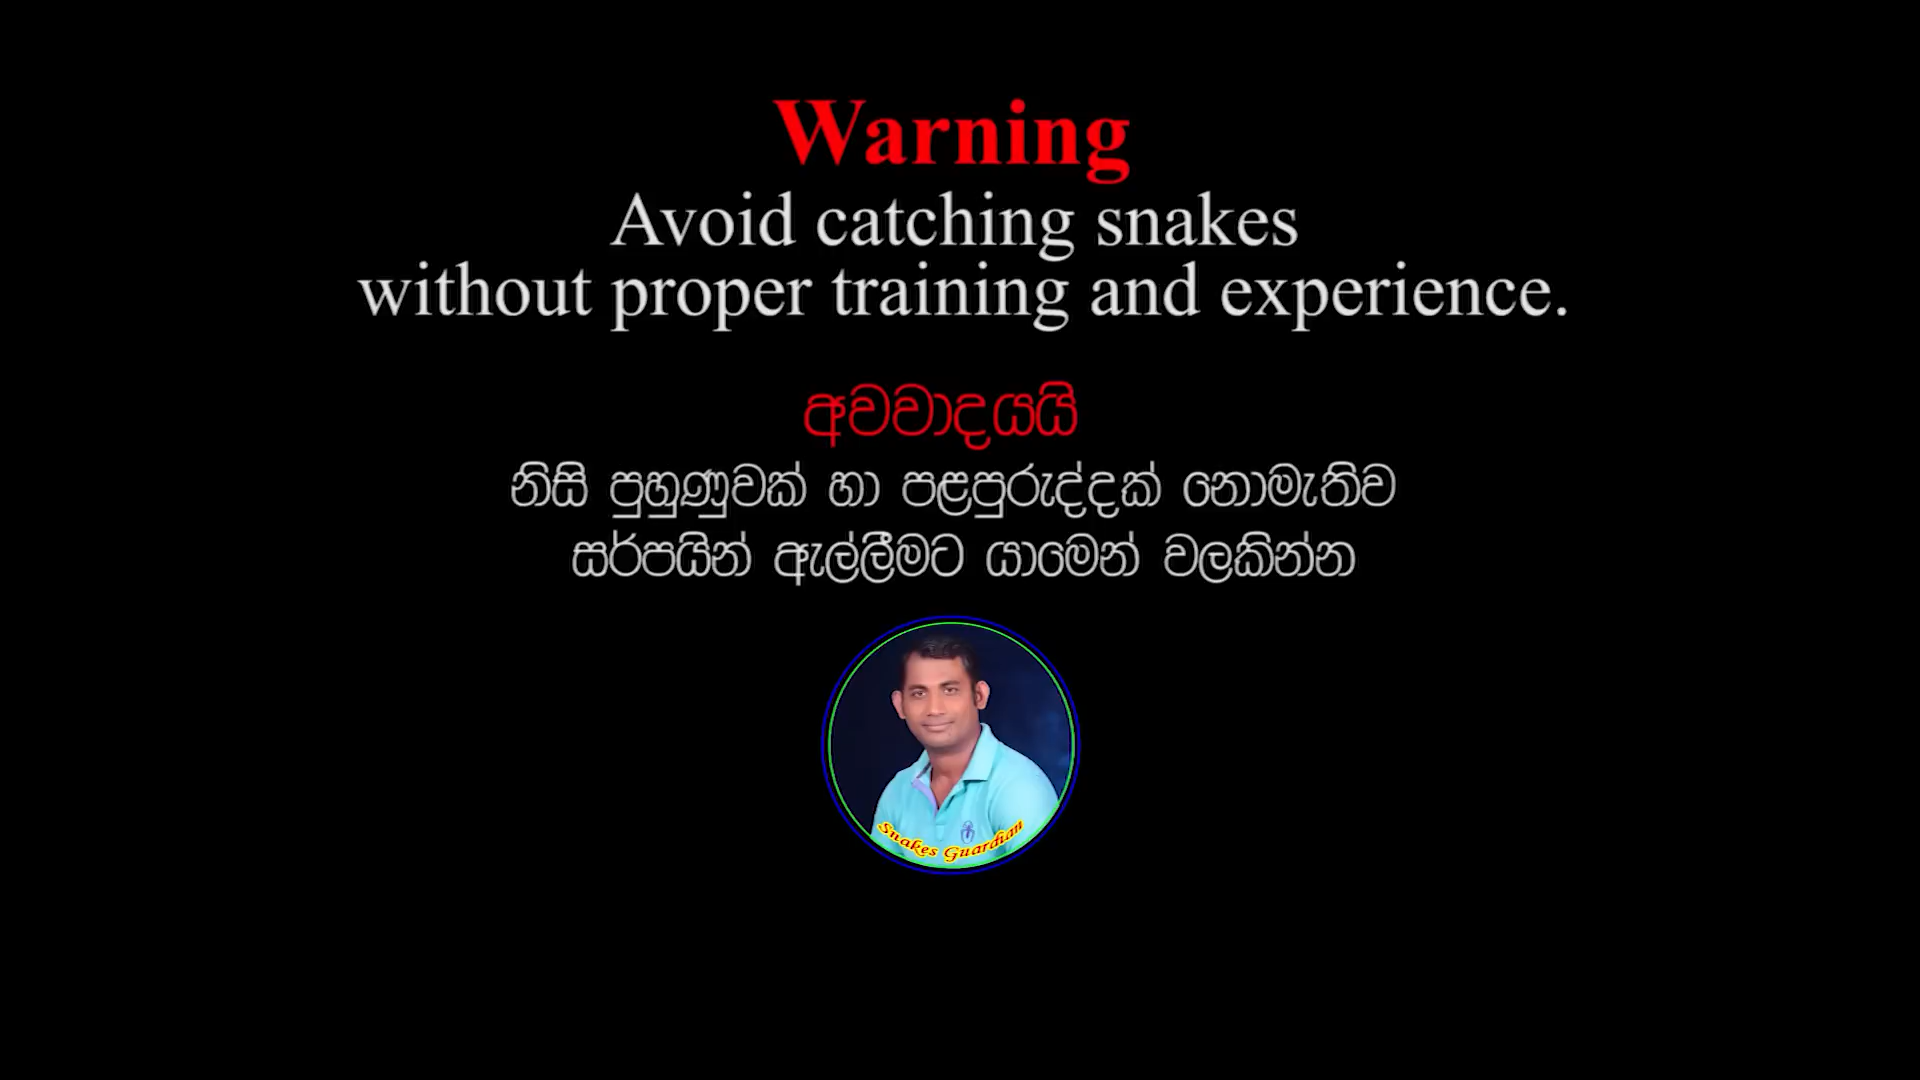 Warning
Avoid catching snakes
without proper training and experience.
අවවාදයයි
නිසි පුහුණුවක් හා පළපුරුද්දක් නොමැතිව
සර්පයින් ඇල්ලීමට යාමෙන් වලකින්න
Snakes Guardian